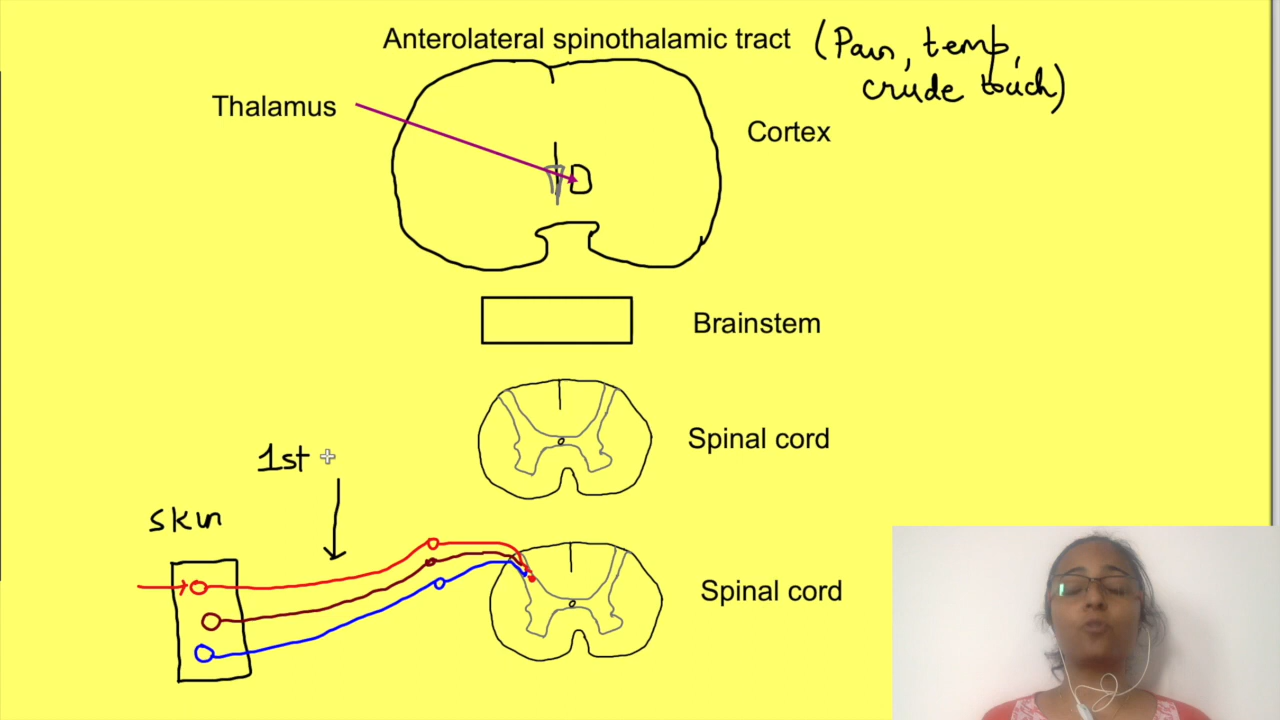 Anterolateral spinothalamic tract (Pain, temp,
crude touch)
Thalamus
Cortex
Brainstem
Spinal cord
1st
skin
Spinal cord